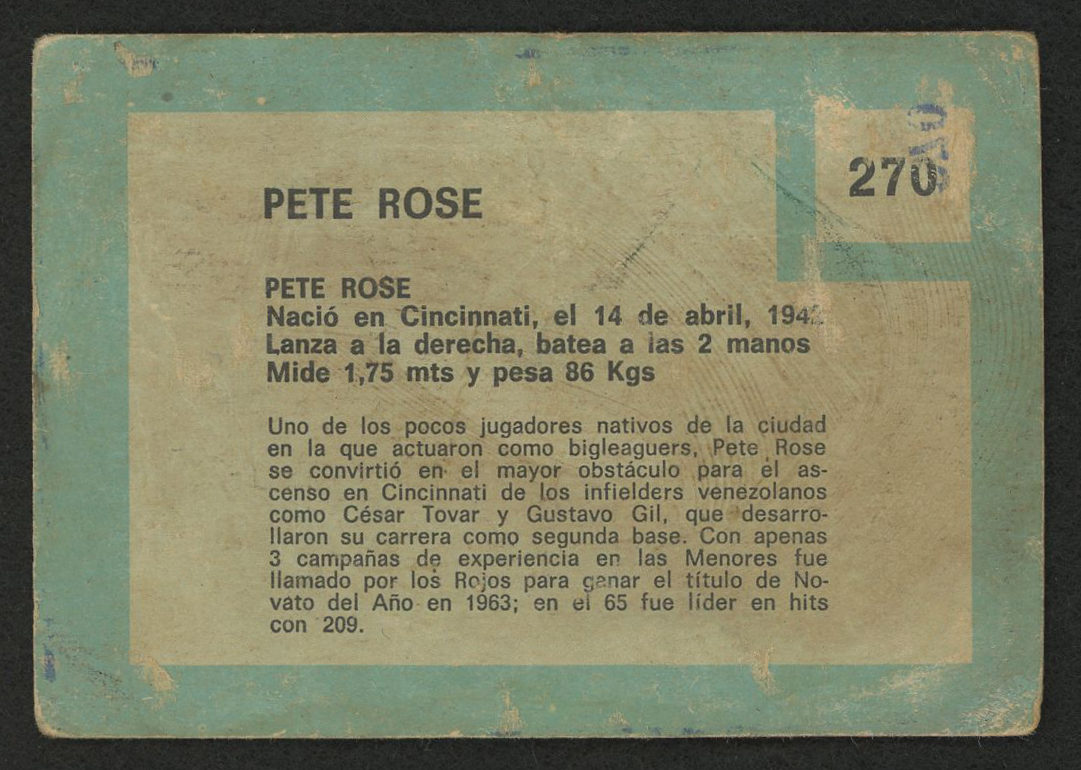 270
PETE ROSE
PETE ROSE
Nació en Cincinnati, el 14 de abril, 1942
Lanza a la derecha, batea a las 2 manos
Mide 1,75 mts y pesa 86 Kgs
Uno de los pocos jugadores nativos de la ciudad
en la que actuaron como bigleaguers, Pete Rose
se convirtió en el mayor obstáculo para el as-
censo en Cincinnati de los infielders venezolanos
como César Tovar y Gustavo Gil, que desarro-
llaron su carrera como segunda base. Con apenas
3 campañas de experiencia en las Menores fue
llamado por los Rojos para ganar el título de No-
vato del Año en 1963; en el 65 fue líder en hits
con 209.